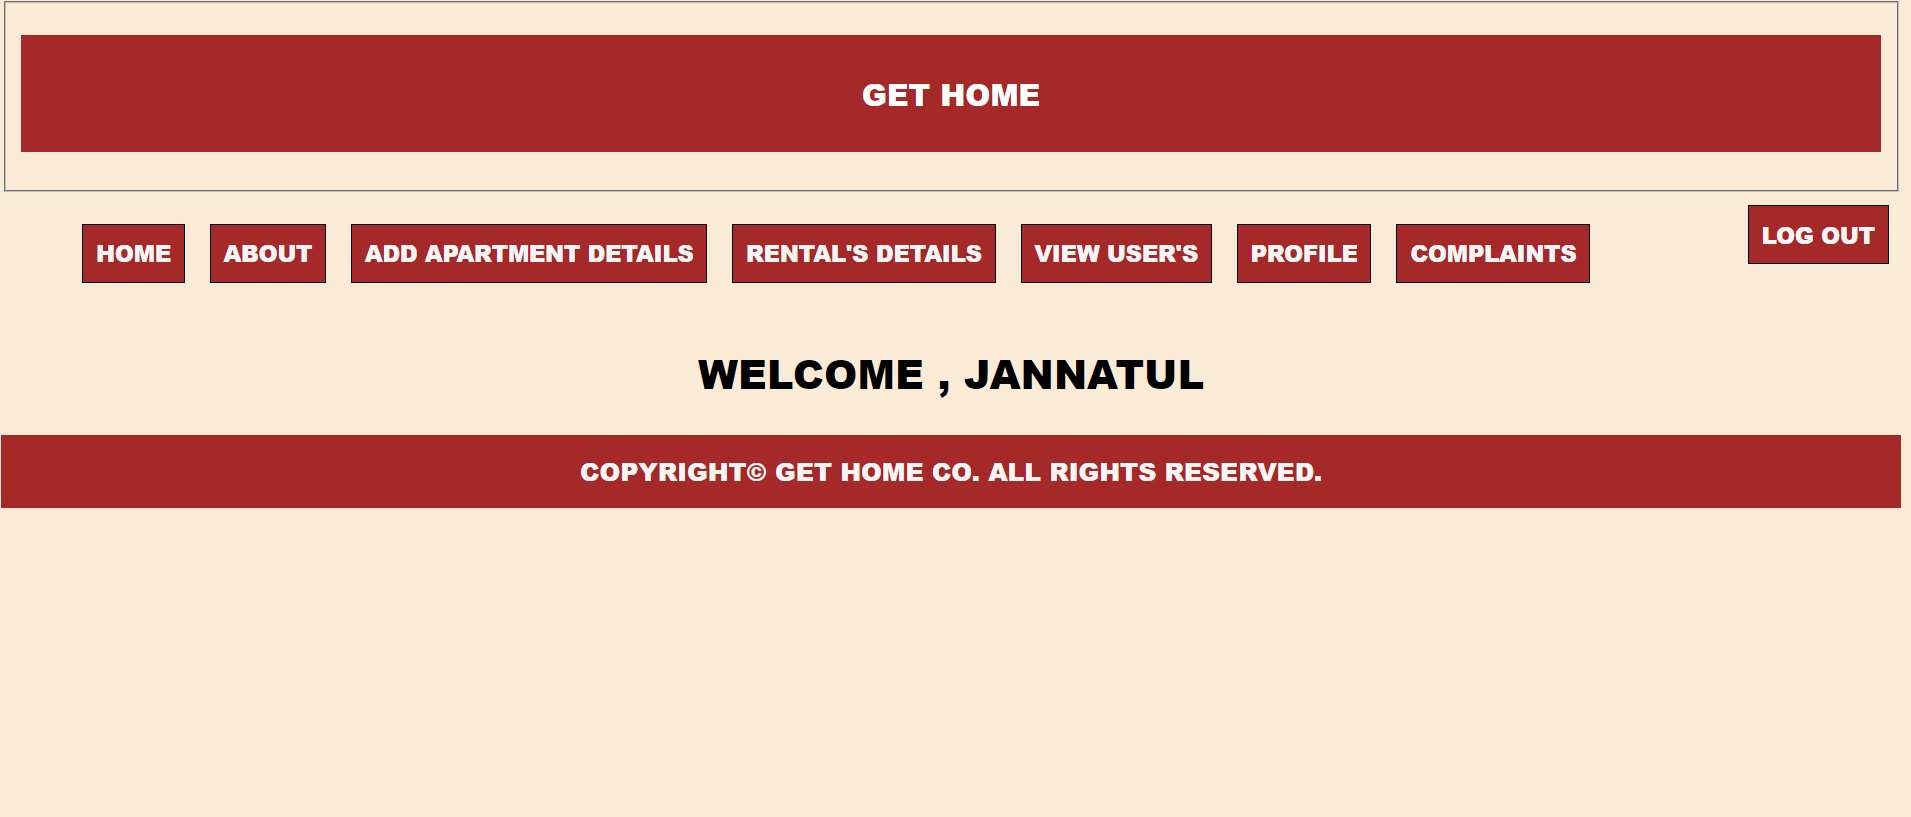 GET HOME
HOME ABOUT ADD APARTMENT DETAILS RENTAL'S DETAILS VIEW USER'S PROFILE COMPLAINTS LOG OUT
WELCOME , JANNATUL
COPYRIGHT© GET HOME CO. ALL RIGHTS RESERVED.